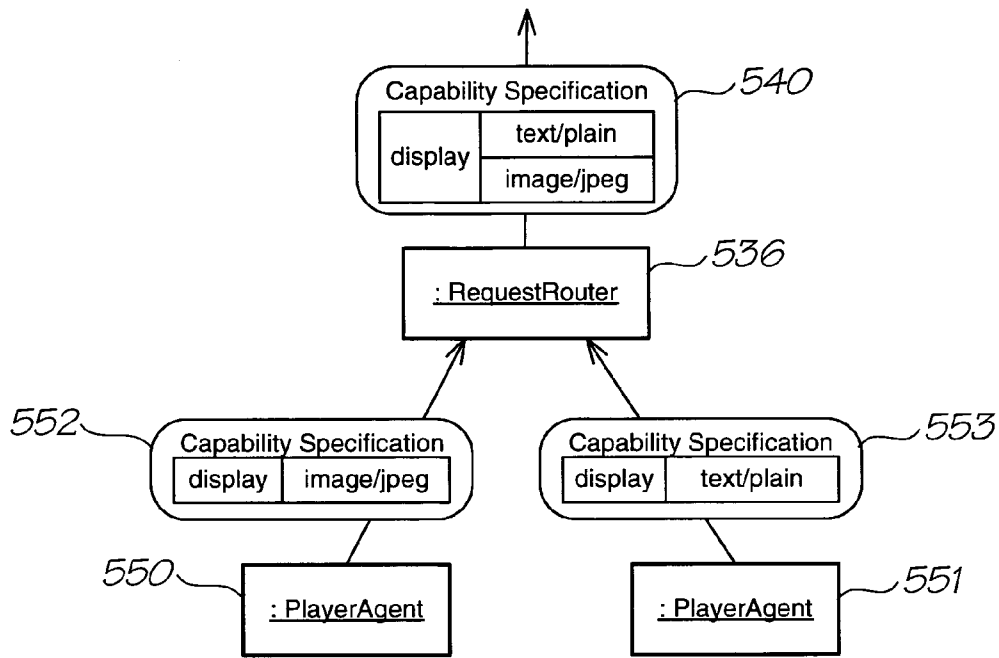 Capability Specification
540
display
text/plain
image/jpeg
536
: RequestRouter
552
Capability Specification
display image/jpeg
553
Capability Specification
display text/plain
550
: PlayerAgent
551
: PlayerAgent